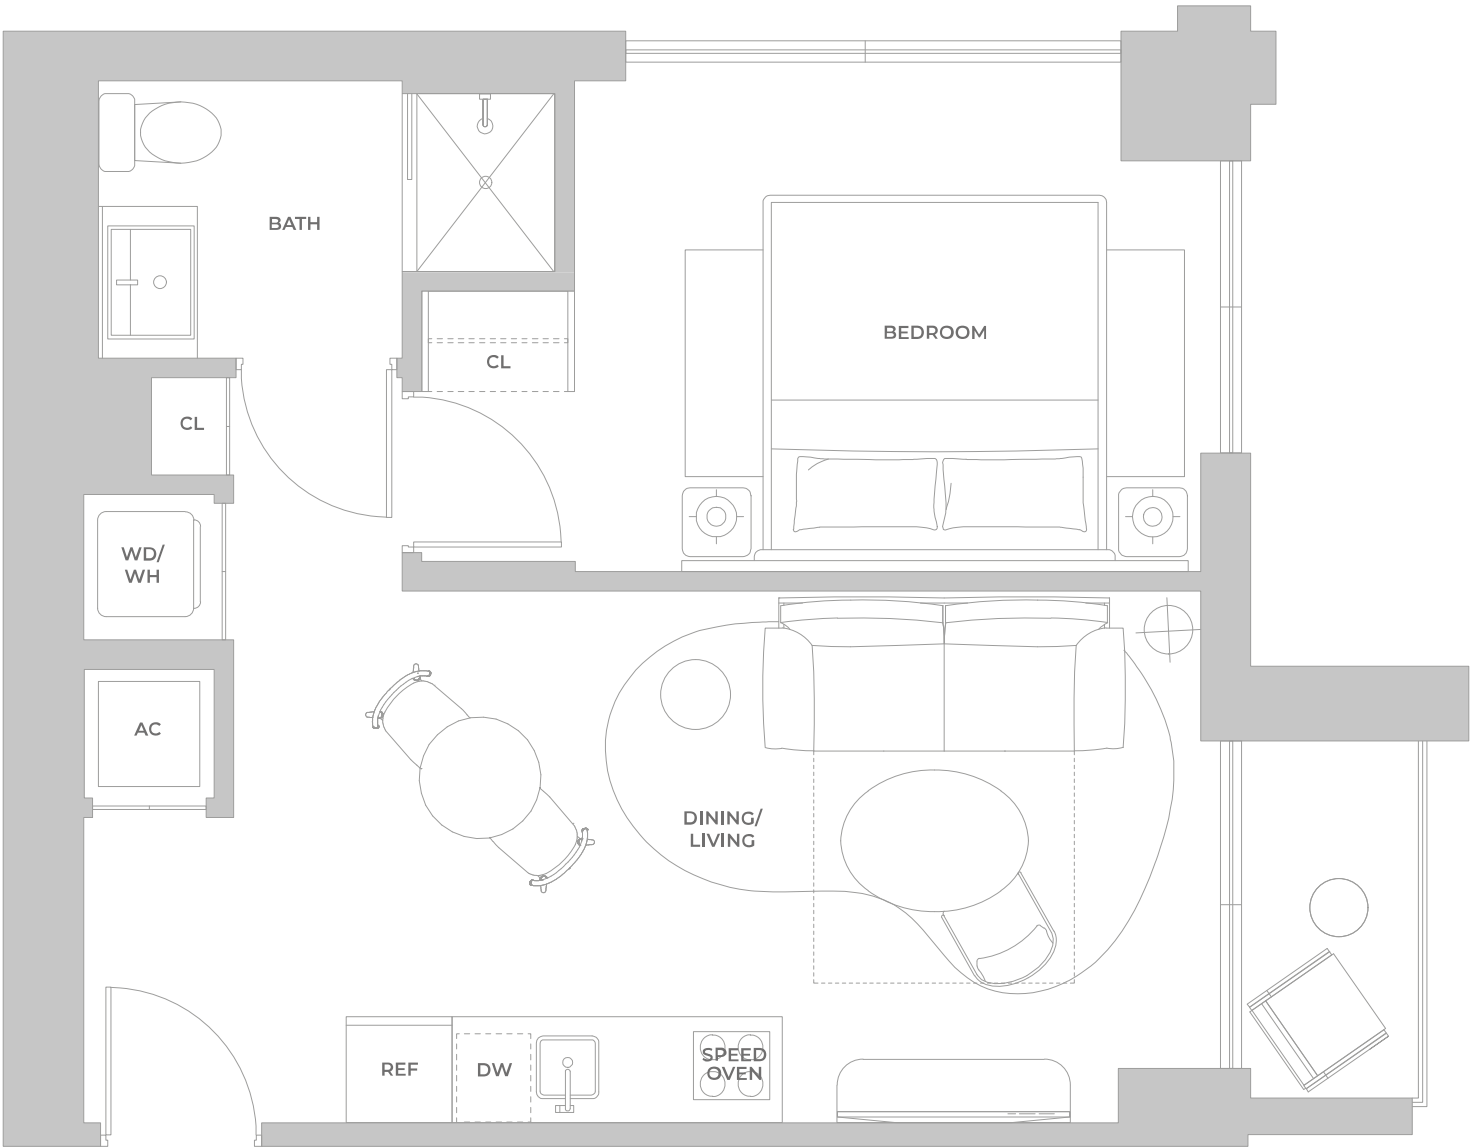 BATH
BEDROOM
CL
CL
WD/
WH
AC
DINING/
LIVING
REF
DW
SPEED
OVEN